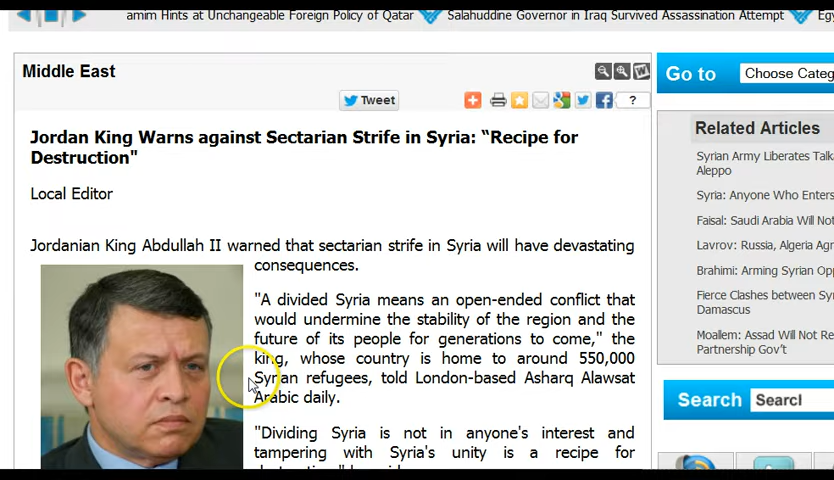 amim Hints at Unchangeable Foreign Policy of Qatar
Salahuddine Governor in Iraq Survived Assassination Attempt
Egy
Middle East
W
Go to
Choose Categ
Tweet
?
Jordan King Warns against Sectarian Strife in Syria: “Recipe for
Destruction"
Local Editor
Jordanian King Abdullah II warned that sectarian strife in Syria will have devastating
consequences.
"A divided Syria means an open-ended conflict that
would undermine the stability of the region and the
future of its people for generations to come," the
king, whose country is home to around 550,000
Syrian refugees, told London-based Asharq Alawsat
Arabic daily.
"Dividing Syria is not in anyone's interest and
tampering with Syria's unity is a recipe for
Related Articles
Syrian Army Liberates Talk
Aleppo
Syria: Anyone Who Enters
Faisal: Saudi Arabia Will Not
Lavrov: Russia, Algeria Agr
Brahimi: Arming Syrian Opp
Fierce Clashes between Sy
Damascus
Moallem: Assad Will Not Re
Partnership Gov't
Search
Searcl